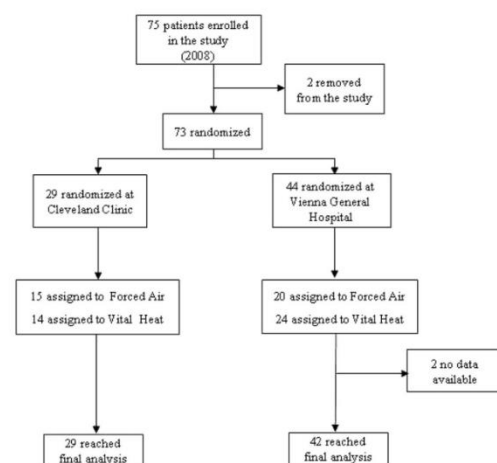 75 patients enrolled
in the study
(2008)
2 removed
from the study
73 randomized
29 randomized at
Cleveland Clinic
44 randomized at
Vienna General
Hospital
15 assigned to Forced Air
14 assigned to Vital Heat
20 assigned to Forced Air
24 assigned to Vital Heat
2 no data
available
29 reached
final analysis
42 reached
final analysis